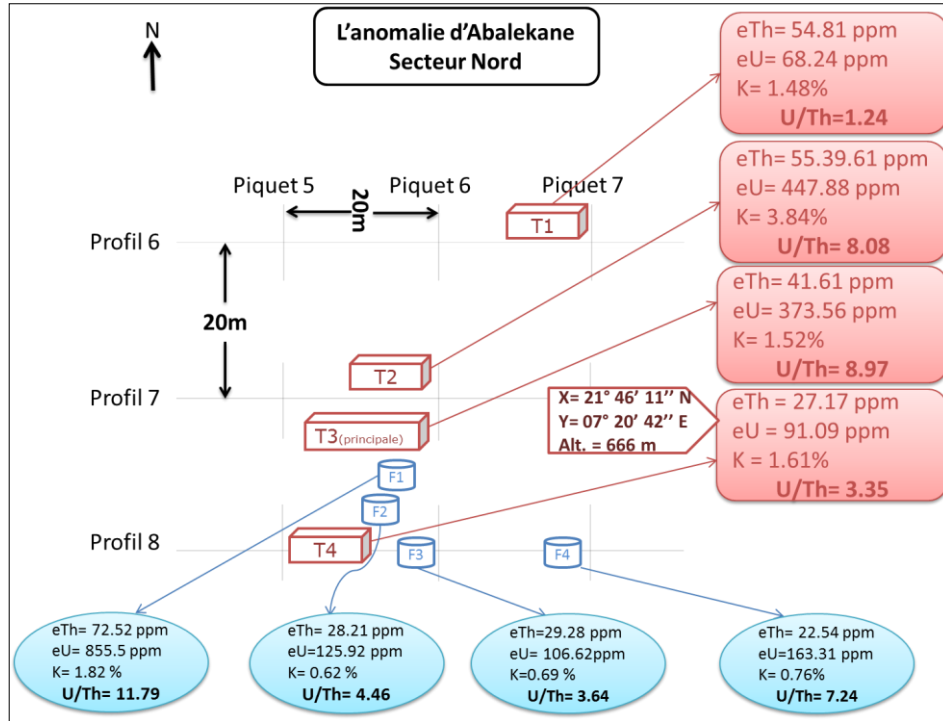 N
L'anomalie d'Abalekane
Secteur Nord
eTh= 54.81 ppm
eU= 68.24 ppm
K= 1.48%
U/Th=1.24
eTh= 55.39.61 ppm
eU= 447.88 ppm
K= 3.84%
U/Th= 8.08
eTh= 41.61 ppm
eU= 373.56 ppm
K= 1.52%
U/Th= 8.97
eTh = 27.17 ppm
eU = 91.09 ppm
K = 1.61%
U/Th= 3.35
X= 21° 46' 11'' N
Y= 07° 20' 42'' E
Alt. = 666 m
Piquet 5
Piquet 6
Piquet 7
20m
Profil 6
T1
20m
T2
Profil 7
T3(principale)
F1
F2
Profil 8
T4
F3
F4
eTh= 72.52 ppm
eU= 855.5 ppm
K= 1.82 %
U/Th= 11.79
eTh= 28.21 ppm
eU=125.92 ppm
K= 0.62 %
U/Th= 4.46
eTh=29.28 ppm
eU= 106.62ppm
K=0.69 %
U/Th= 3.64
eTh= 22.54 ppm
eU=163.31 ppm
K= 0.76%
U/Th= 7.24